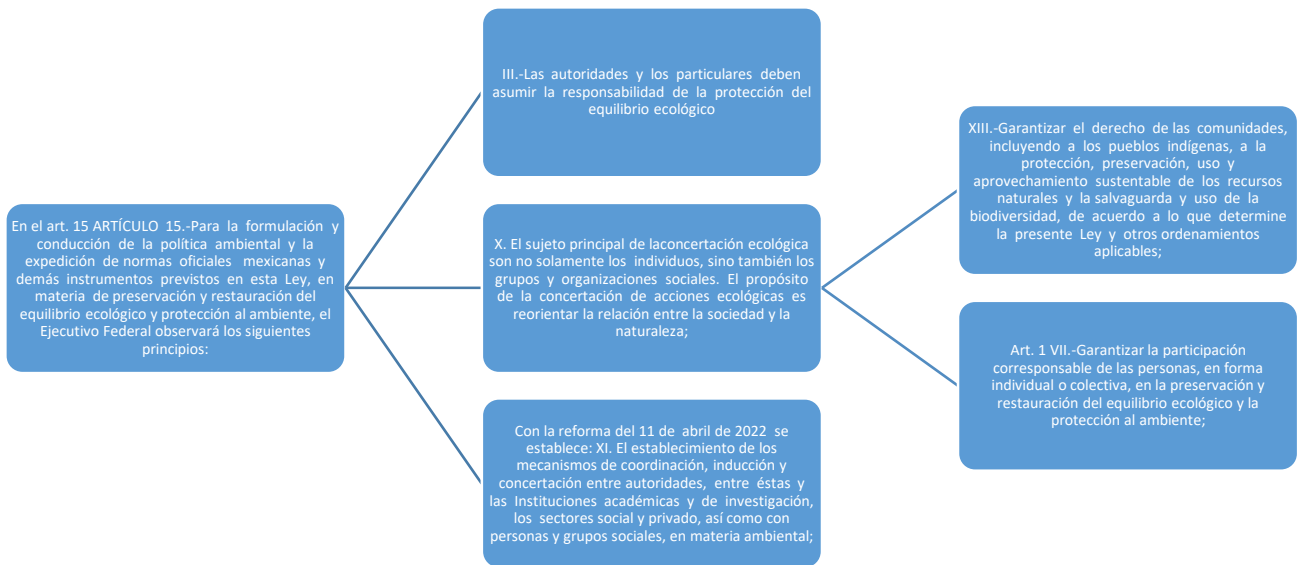 En el art. 15 ARTÍCULO 15.-Para la formulación y
conducción de la política ambiental y la
expedición de normas oficiales mexicanas y
demás instrumentos previstos en esta Ley, en
materia de preservación y restauración del
equilibrio ecológico y protección al ambiente, el
Ejecutivo Federal observará los siguientes
principios:
III.-Las autoridades y los particulares deben
asumir la responsabilidad de la protección del
equilibrio ecológico
X. El sujeto principal de laconcertación ecológica
son no solamente los individuos, sino también los
grupos y organizaciones sociales. El propósito
de la concertación de acciones ecológicas es
reorientar la relación entre la sociedad y la
naturaleza;
XIII.-Garantizar el derecho de las comunidades,
incluyendo a los pueblos indígenas, a la
protección, preservación, uso y
aprovechamiento sustentable de los recursos
naturales y la salvaguarda y uso de la
biodiversidad, de acuerdo a lo que determine
la presente Ley y otros ordenamientos
aplicables;
Art. 1 VII.-Garantizar la participación
corresponsable de las personas, en forma
individual o colectiva, en la preservación y
restauración del equilibrio ecológico y la
protección al ambiente;
Con la reforma del 11 de abril de 2022 se
establece: XI. El establecimiento de los
mecanismos de coordinación, inducción y
concertación entre autoridades, entre éstas y
las Instituciones académicas y de investigación,
los sectores social y privado, así como con
personas y grupos sociales, en materia ambiental;